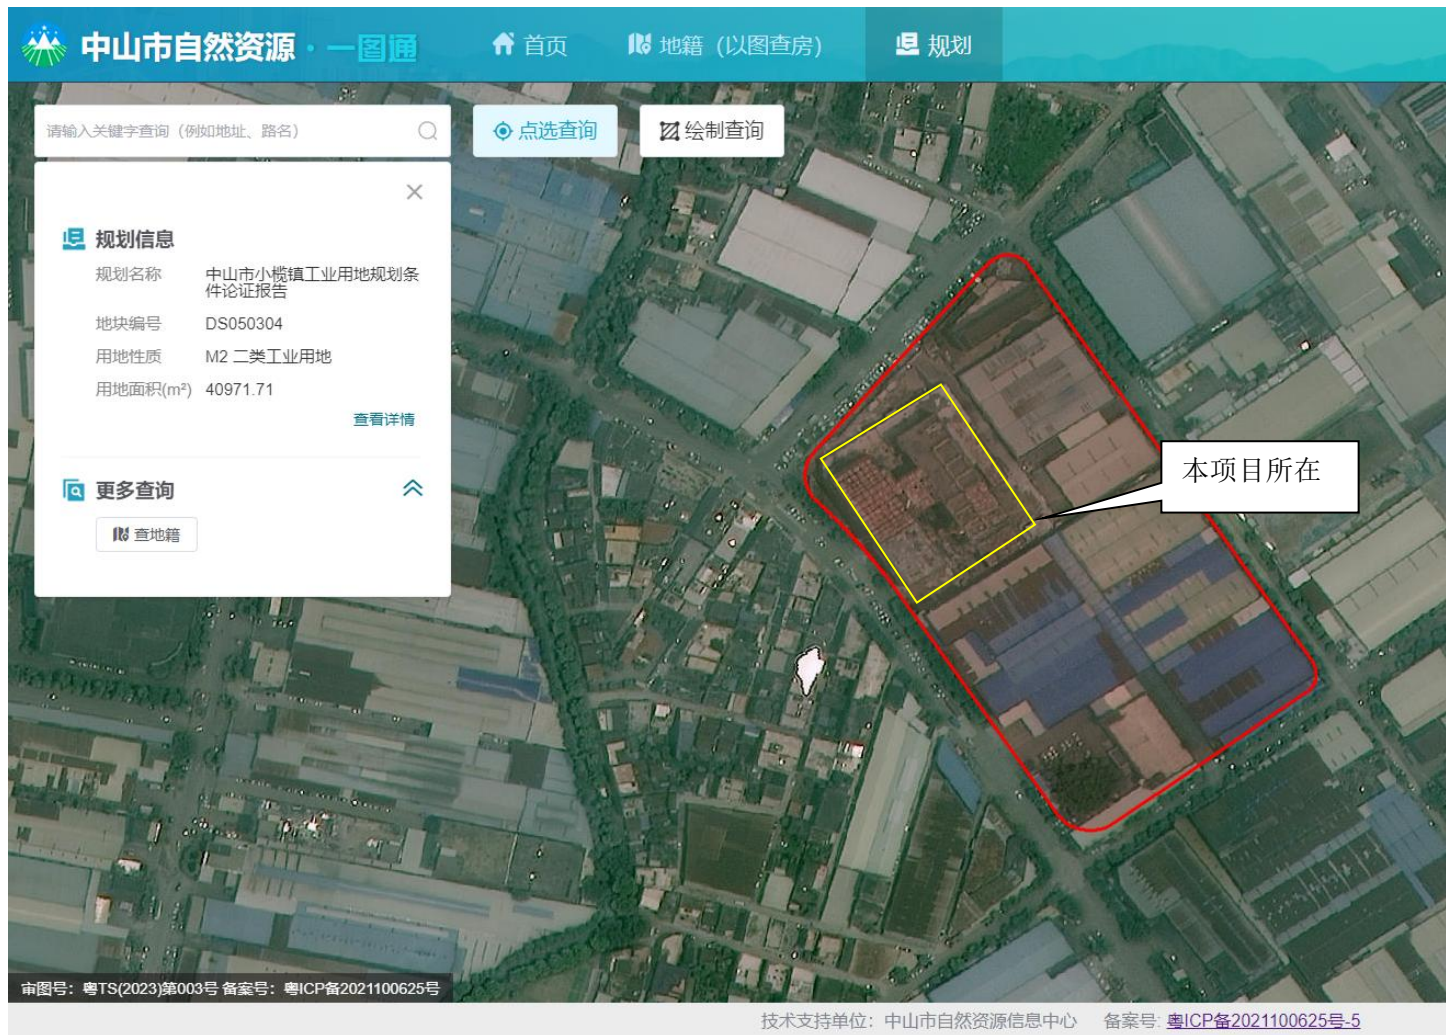 中山市自然资源·一图通
首页
地籍（以图查房）
规划
请输入关键字查询（例如地址、路名）
点选查询
绘制查询
规划信息
规划名称 中山市小榄镇工业用地规划条
件论证报告
地块编号 DS050304
用地性质 M2 二类工业用地
用地面积(m²) 40971.71
查看详情
更多查询
查地籍
本项目所在
审图号：粤TS(2023)第003号 备案号：粤ICP备2021100625号
技术支持单位：中山市自然资源信息中心 备案号: 粤ICP备2021100625号-5